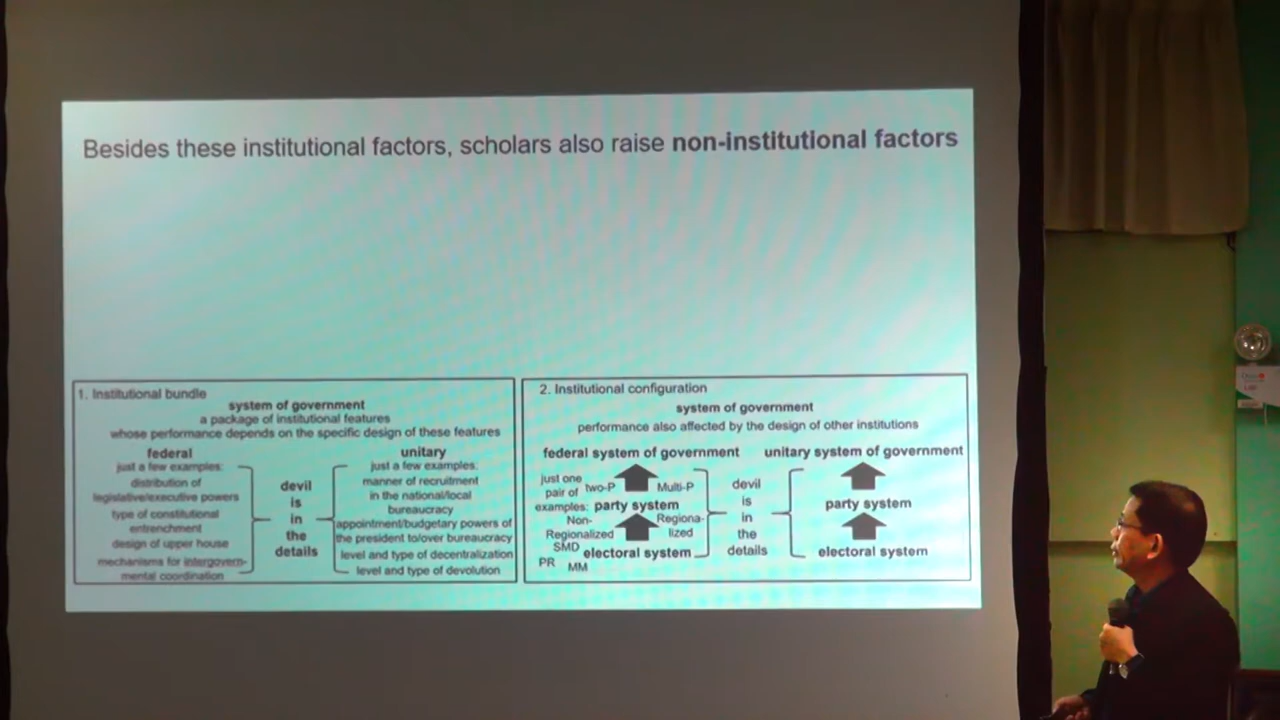 Besides these institutional factors, scholars also raise non-institutional factors
1. Institutional bundle
system of government
a package of institutional features
whose performance depends on the specific design of these features
federal
just a few examples:
distribution of
legislative/executive powers
type of constitutional
entrenchment
design of upper house
mechanisms for intergovern-
mental coordination
devil
is
in
the
details
unitary
just a few examples:
manner of recruitment
in the national/local
bureaucracy
appointment/budgetary powers of
the president to/over bureaucracy
level and type of decentralization
level and type of devolution
2. Institutional configuration
system of government
performance also affected by the design of other institutions
federal system of government
just one
pair of
examples:
two-P
Multi-P
party system
Non-
Regionalized
Regiona-
lized
SMD
electoral system
PR
MM
devil
is
in
the
details
unitary system of government
party system
electoral system